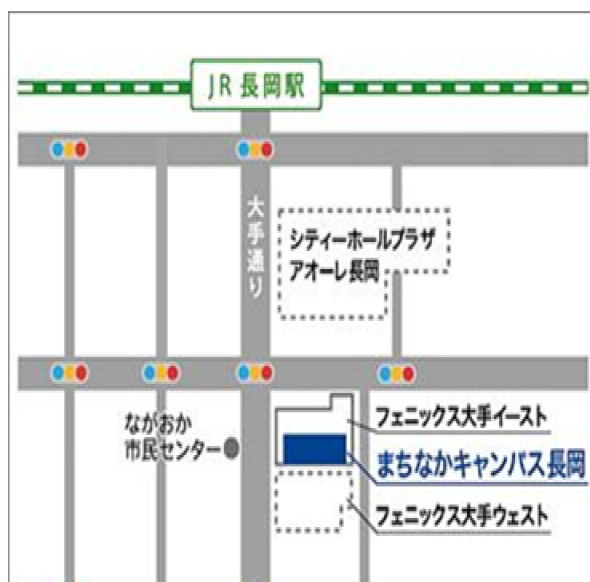 JR 長岡駅
大手通り
シティーホールプラザ
アオーレ長岡
ながおか
市民センター
フェニックス大手イースト
まちなかキャンパス長岡
フェニックス大手ウェスト